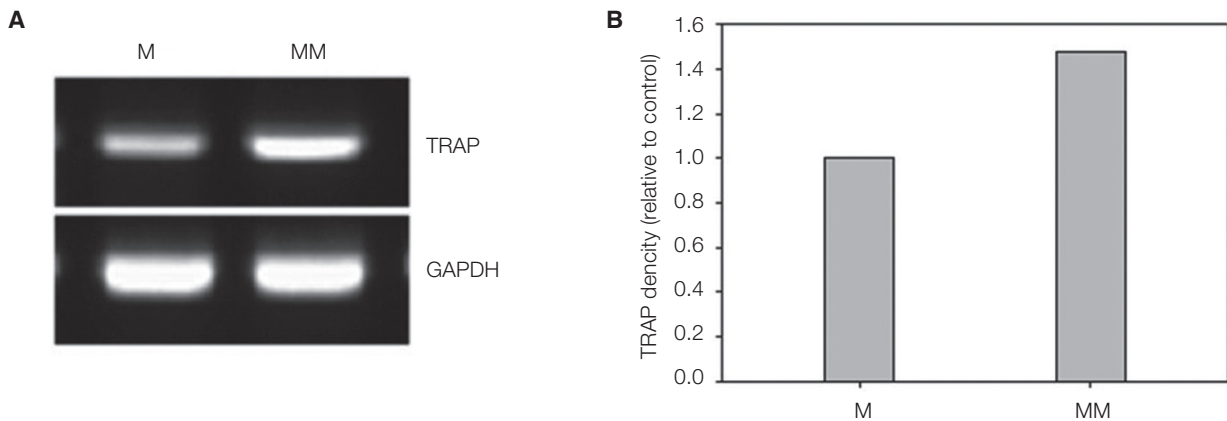 A
M MM
TRAP
GAPDH
B
TRAP dencity (relative to control)
1.6
1.4
1.2
1.0
0.8
0.6
0.4
0.2
0.0
M MM